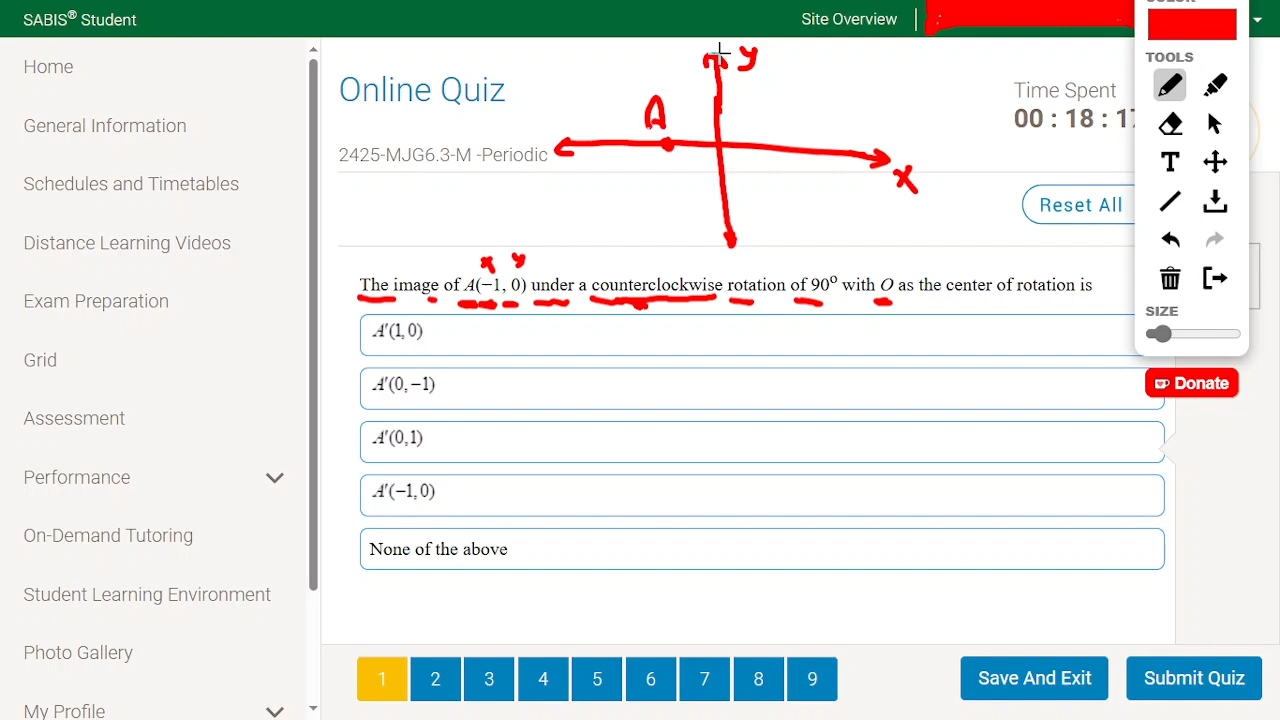 SABIS® Student
Site Overview
COLOR
TOOLS
SIZE
Donate
Home
General Information
Schedules and Timetables
Distance Learning Videos
Exam Preparation
Grid
Assessment
Performance
On-Demand Tutoring
Student Learning Environment
Photo Gallery
My Profile
Online Quiz
2425-MJG6.3-M -Periodic
Time Spent
00 : 18 : 17
Reset All
y
A
x
x y
The image of A(−1, 0) under a counterclockwise rotation of 90° with O as the center of rotation is
A′(1, 0)
A′(0, −1)
A′(0,1)
A′(−1, 0)
None of the above
1 2 3 4 5 6 7 8 9
Save And Exit
Submit Quiz